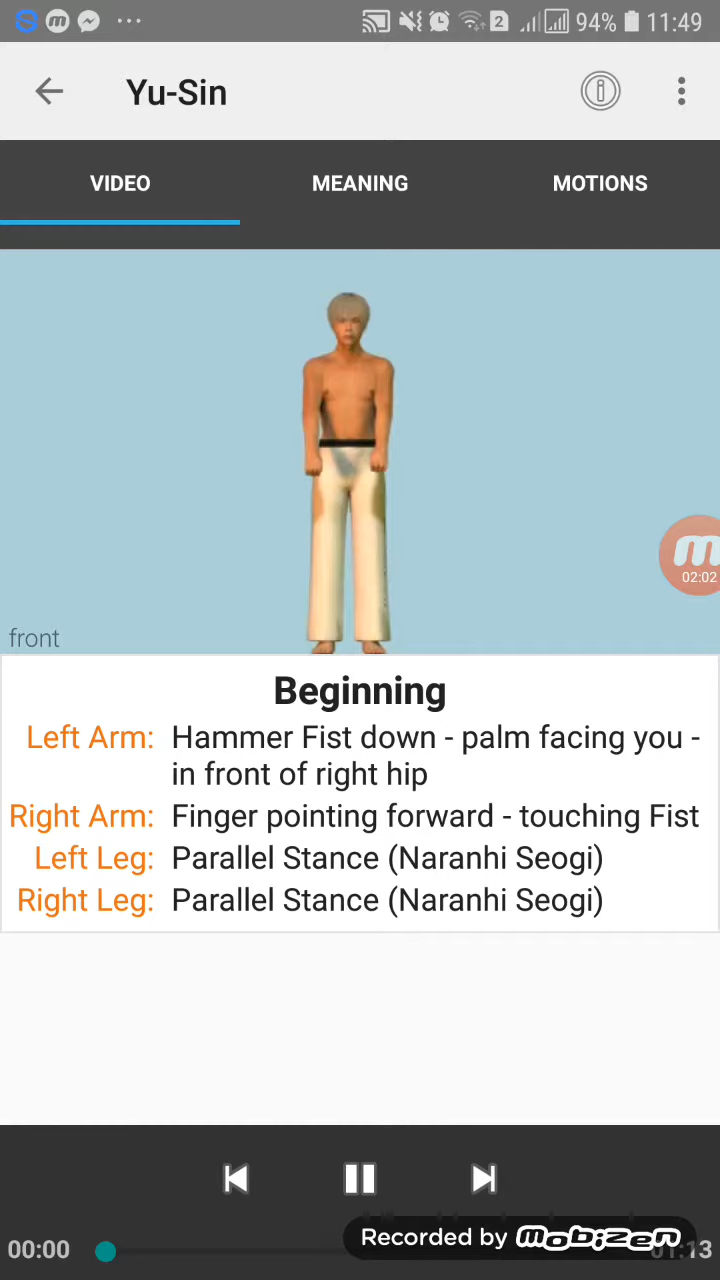 2 94% 11:49
Yu-Sin
VIDEO MEANING MOTIONS
m
02:02
front
Beginning
Left Arm: Hammer Fist down - palm facing you -
in front of right hip
Right Arm: Finger pointing forward - touching Fist
Left Leg: Parallel Stance (Naranhi Seogi)
Right Leg: Parallel Stance (Naranhi Seogi)
Recorded by mobizen
00:00 01:13